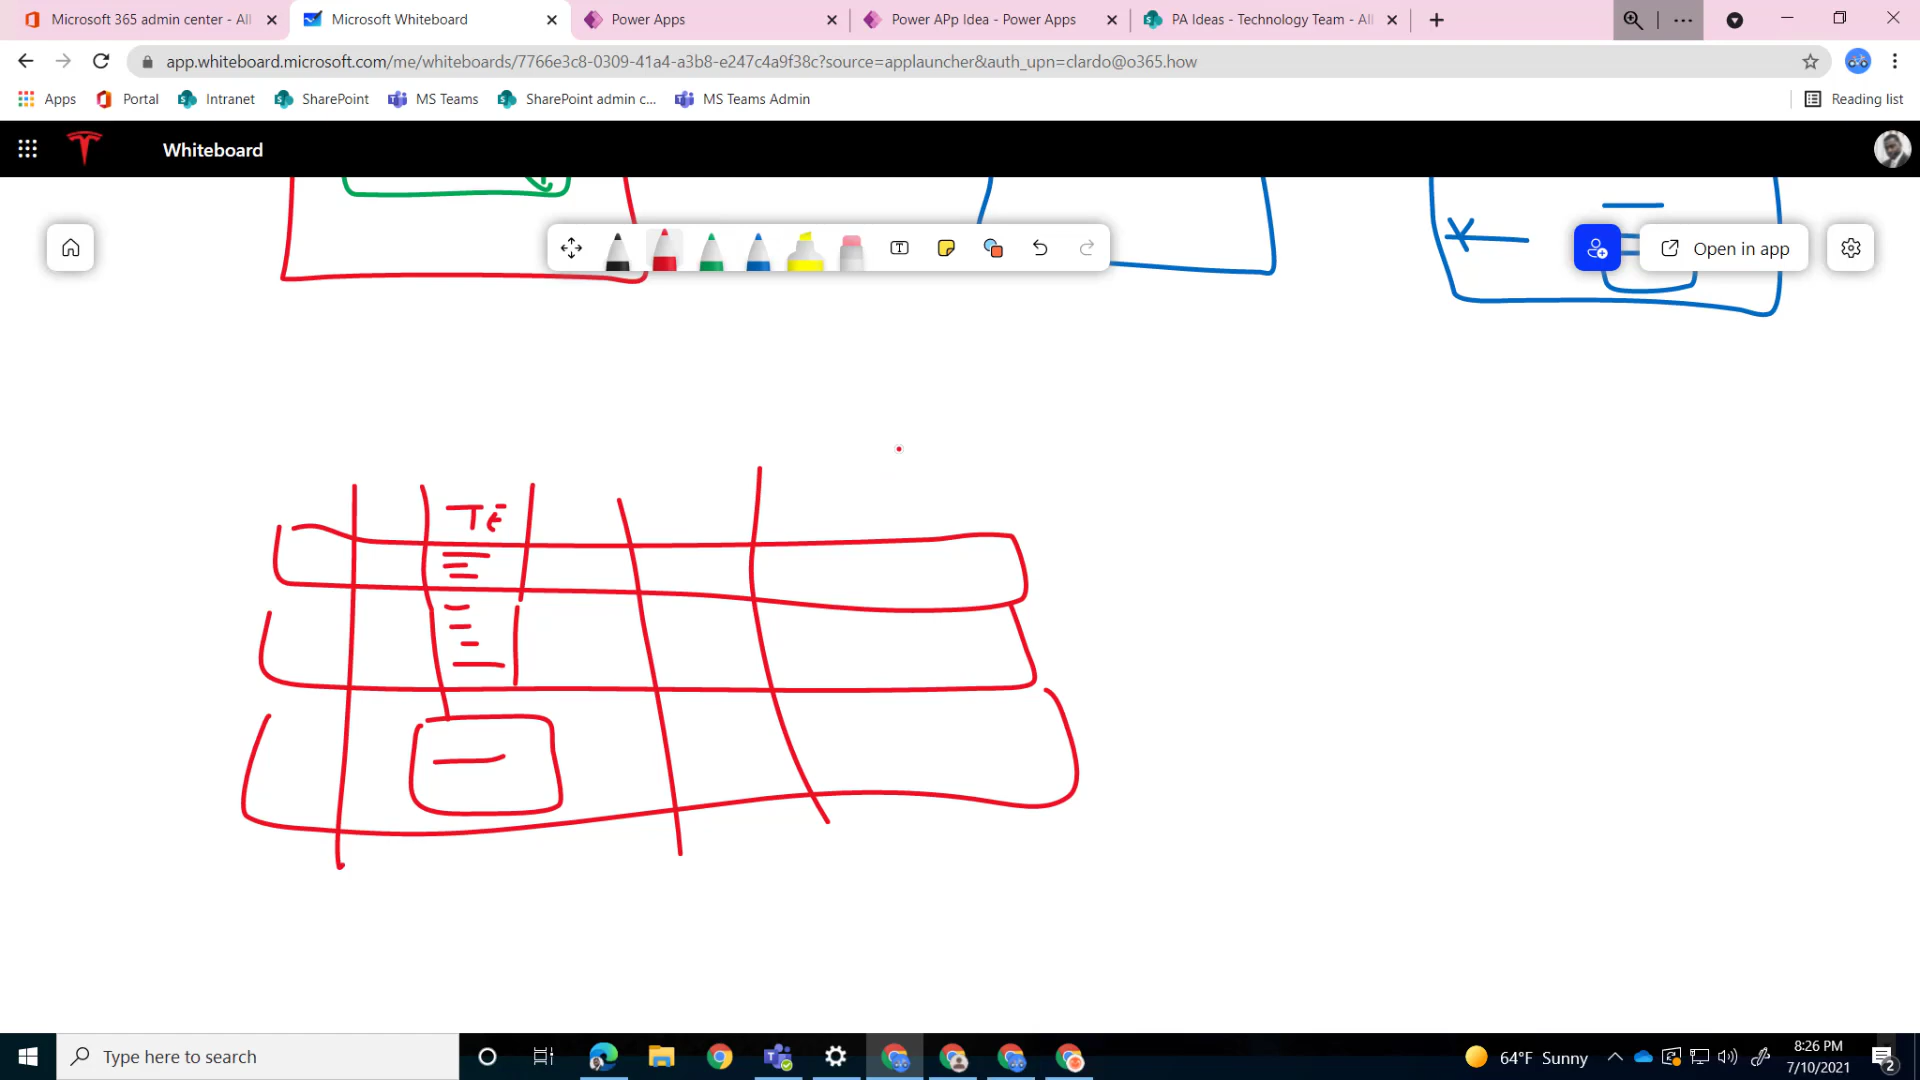 Microsoft 365 admin center - All
Microsoft Whiteboard
Power Apps
Power APp Idea - Power Apps
PA Ideas - Technology Team - All
app.whiteboard.microsoft.com/me/whiteboards/7766e3c8-0309-41a4-a3b8-e247c4a9f38c?source=applauncher&auth_upn=clardo@o365.how
Apps
Portal
Intranet
SharePoint
MS Teams
SharePoint admin c...
MS Teams Admin
Reading list
Whiteboard
Open in app
TE
Type here to search
64°F Sunny
8:26 PM
7/10/2021
2